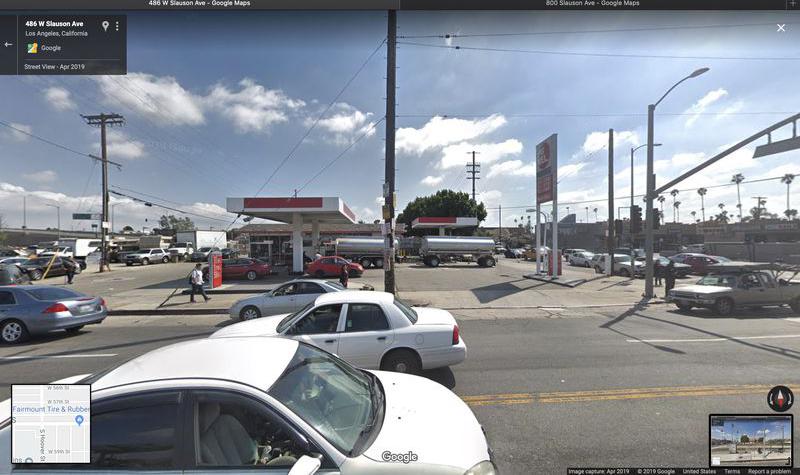 486 W Slauson Ave - Google Maps
800 Slauson Ave - Google Maps
486 W Slauson Ave
Los Angeles, California
Google
Street View - Apr 2019
W 56th St
W 57th St
Fairmount Tire & Rubber
S Hoover St
W 59th St
Google
Image capture: Apr 2019 © 2019 Google United States Terms Report a problem